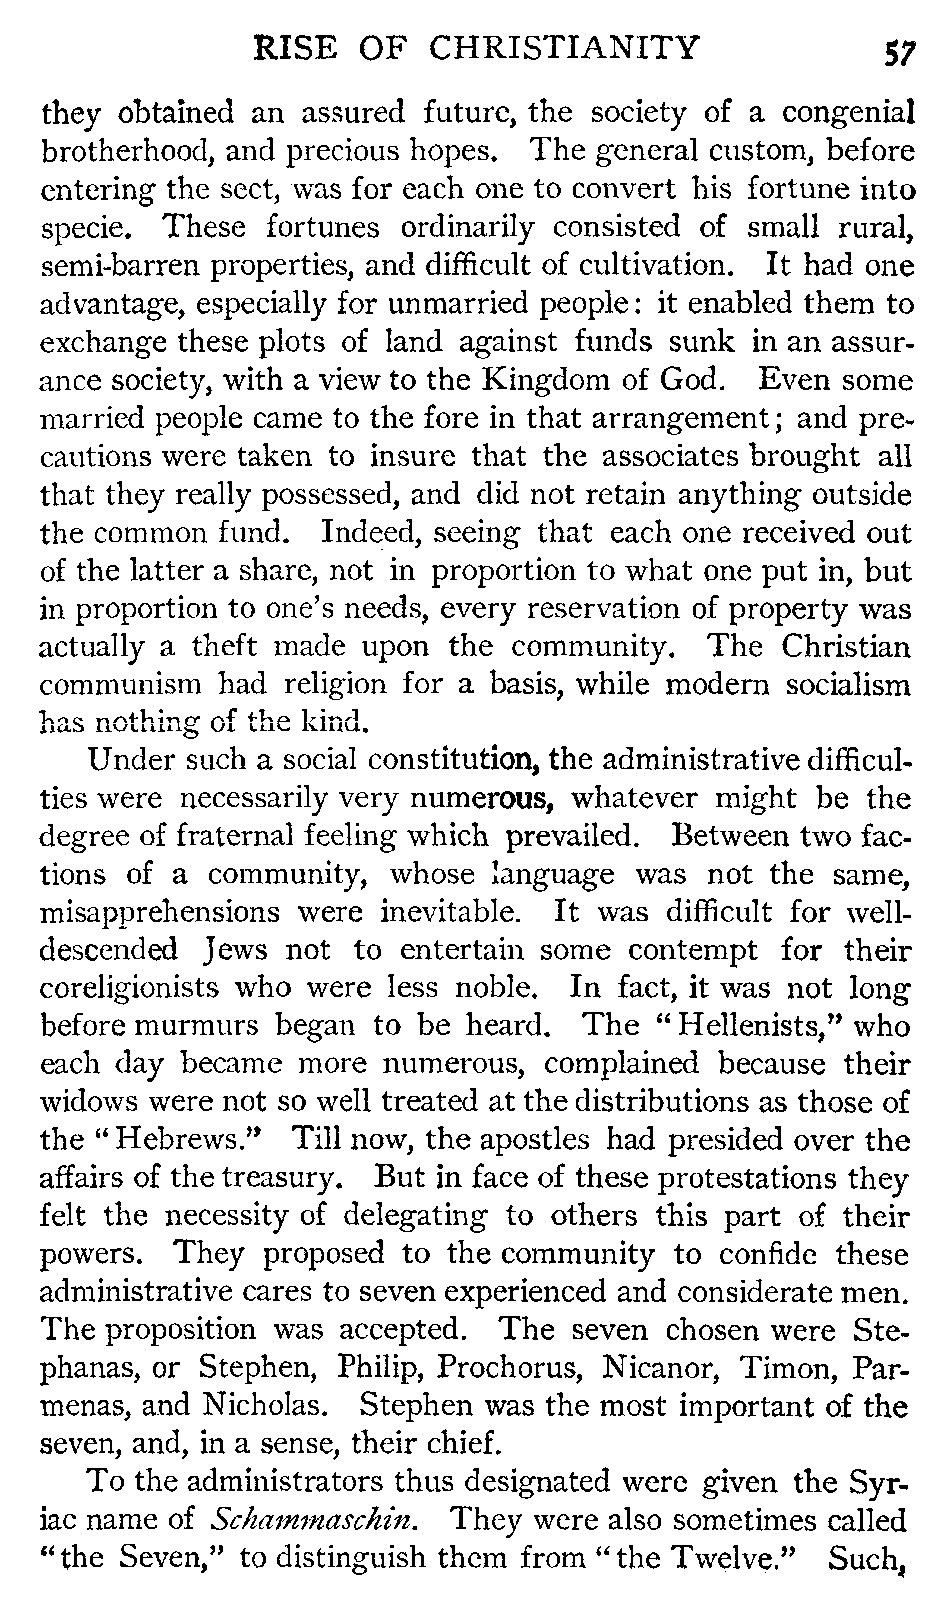 RISE OF CHRISTIANITY 57
they obtained an assured future, the society of a congenial
brotherhood, and precious hopes. The general custom, before
entering the sect, was for each one to convert his fortune into
specie. These fortunes ordinarily consisted of small rural,
semi-barren properties, and difficult of cultivation. It had one
advantage, especially for unmarried people: it enabled them to
exchange these plots of land against funds sunk in an assur-
ance society, with a view to the Kingdom of God. Even some
married people came to the fore in that arrangement; and pre-
cautions were taken to insure that the associates brought all
that they really possessed, and did not retain anything outside
the common fund. Indeed, seeing that each one received out
of the latter a share, not in proportion to what one put in, but
in proportion to one's needs, every reservation of property was
actually a theft made upon the community. The Christian
communism had religion for a basis, while modern socialism
has nothing of the kind.
Under such a social constitution, the administrative difficul-
ties were necessarily very numerous, whatever might be the
degree of fraternal feeling which prevailed. Between two fac-
tions of a community, whose language was not the same,
misapprehensions were inevitable. It was difficult for well-
descended Jews not to entertain some contempt for their
coreligionists who were less noble. In fact, it was not long
before murmurs began to be heard. The "Hellenists," who
each day became more numerous, complained because their
widows were not so well treated at the distributions as those of
the "Hebrews." Till now, the apostles had presided over the
affairs of the treasury. But in face of these protestations they
felt the necessity of delegating to others this part of their
powers. They proposed to the community to confide these
administrative cares to seven experienced and considerate men.
The proposition was accepted. The seven chosen were Ste-
phanas, or Stephen, Philip, Prochorus, Nicanor, Timon, Par-
menas, and Nicholas. Stephen was the most important of the
seven, and, in a sense, their chief.
To the administrators thus designated were given the Syr-
iac name of Schammaschin. They were also sometimes called
"the Seven," to distinguish them from "the Twelve." Such,